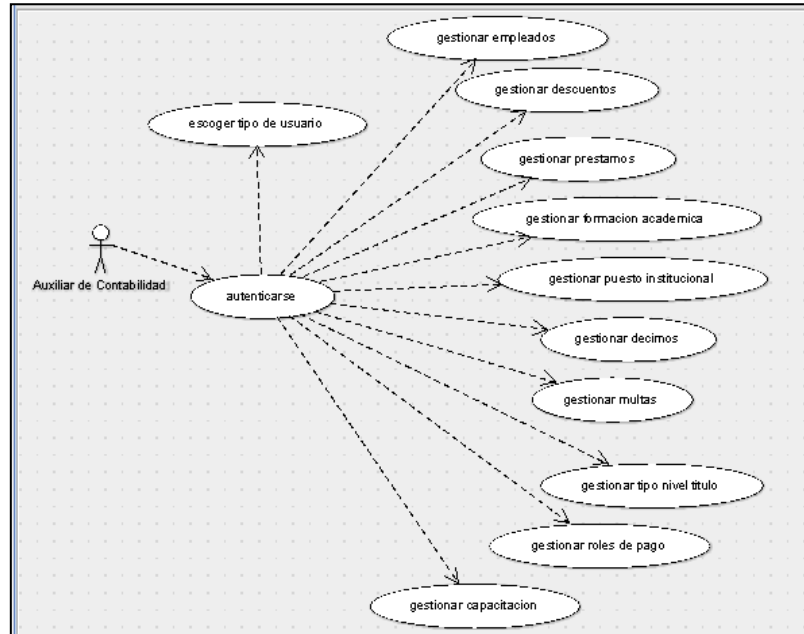 gestionar empleados
gestionar descuentos
escoger tipo de usuario
gestionar prestamos
gestionar formacion academica
gestionar puesto institucional
Auxiliar de Contabilidad
autenticarse
gestionar decimos
gestionar multas
gestionar tipo nivel titulo
gestionar roles de pago
gestionar capacitacion